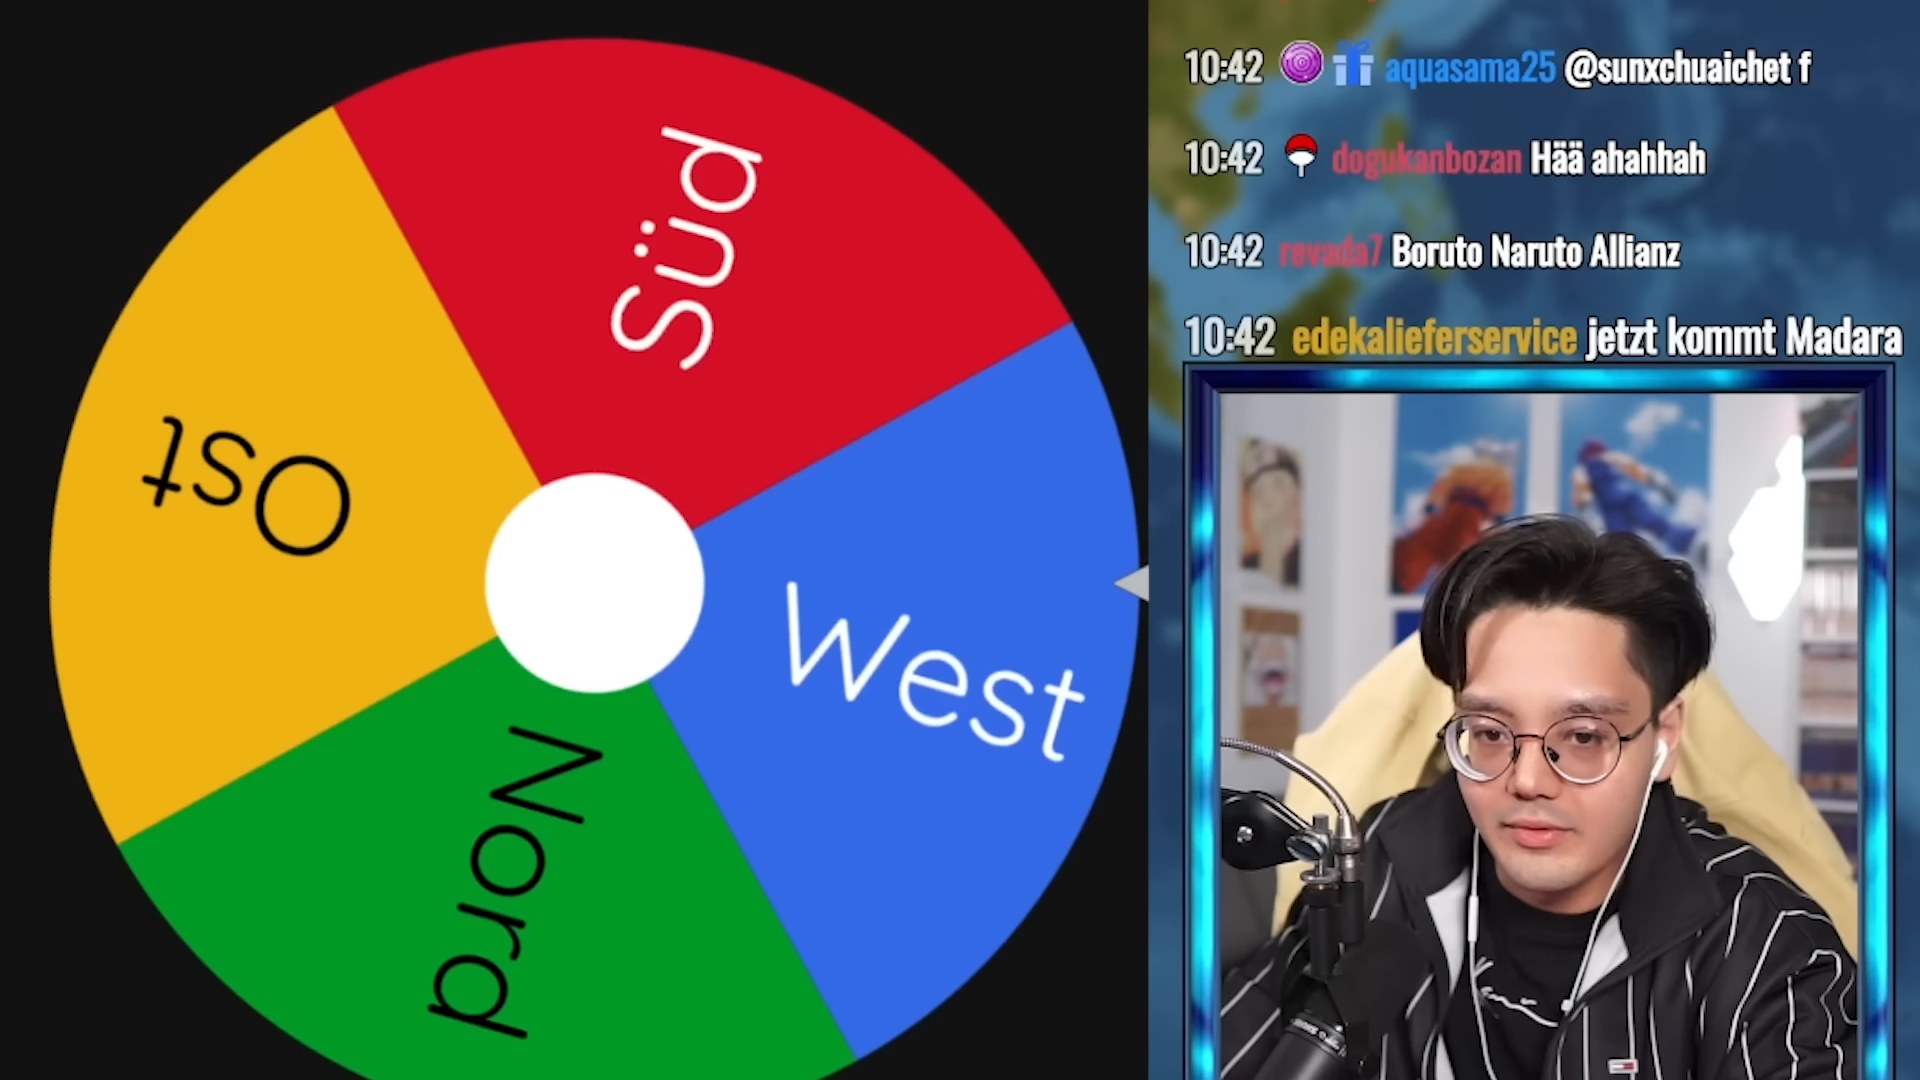 Süd
Ost
West
Nord
10:42 aquasama25 @sunxchuaichet f
10:42 dogukanbozan Hää ahahhah
10:42 revada7 Boruto Naruto Allianz
10:42 edekalieferservice jetzt kommt Madara